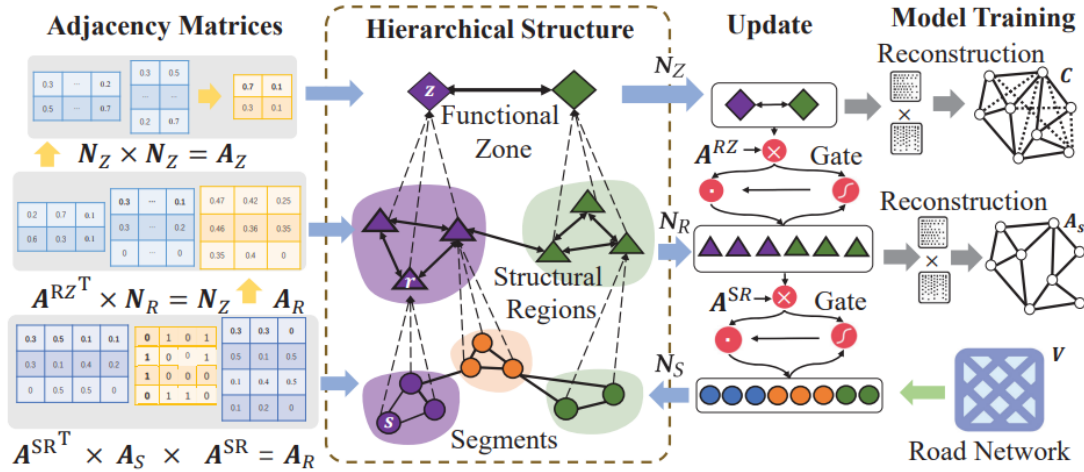 Adjacency Matrices
0.3 ... 0.2
0.5 ... 0.7
0.3 0.5
... ...
0.2 0.7
0.7 0.1
0.3 0.1
N_Z × N_Z = A_Z
0.2 0.7 0.1
0.6 0.3 0.1
0.3 ... 0.1
0.3 ... 0.2
0 ... 0
0.47 0.42 0.25
0.46 0.36 0.35
0.35 0.4 0
A^{RZ^T} × N_R = N_Z A_R
0.3 0.5 0.1 0.1
0.3 0.1 0.4 0.2
0 0.5 0.5 0
0 1 0 1
1 0 0 1
1 0 0 0
0 1 1 0
0.3 0.3 0
0.5 0.1 0.5
0.1 0.4 0.5
0.1 0.2 0
A^{SR^T} × A_S × A^{SR} = A_R
Hierarchical Structure
z
Functional
Zone
r
Structural
Regions
s
Segments
N_Z
N_R
N_S
Update
A^{RZ}
×
Gate
A^{SR}
×
Gate
Model Training
Reconstruction
×
C
Reconstruction
×
A_s
V
Road Network